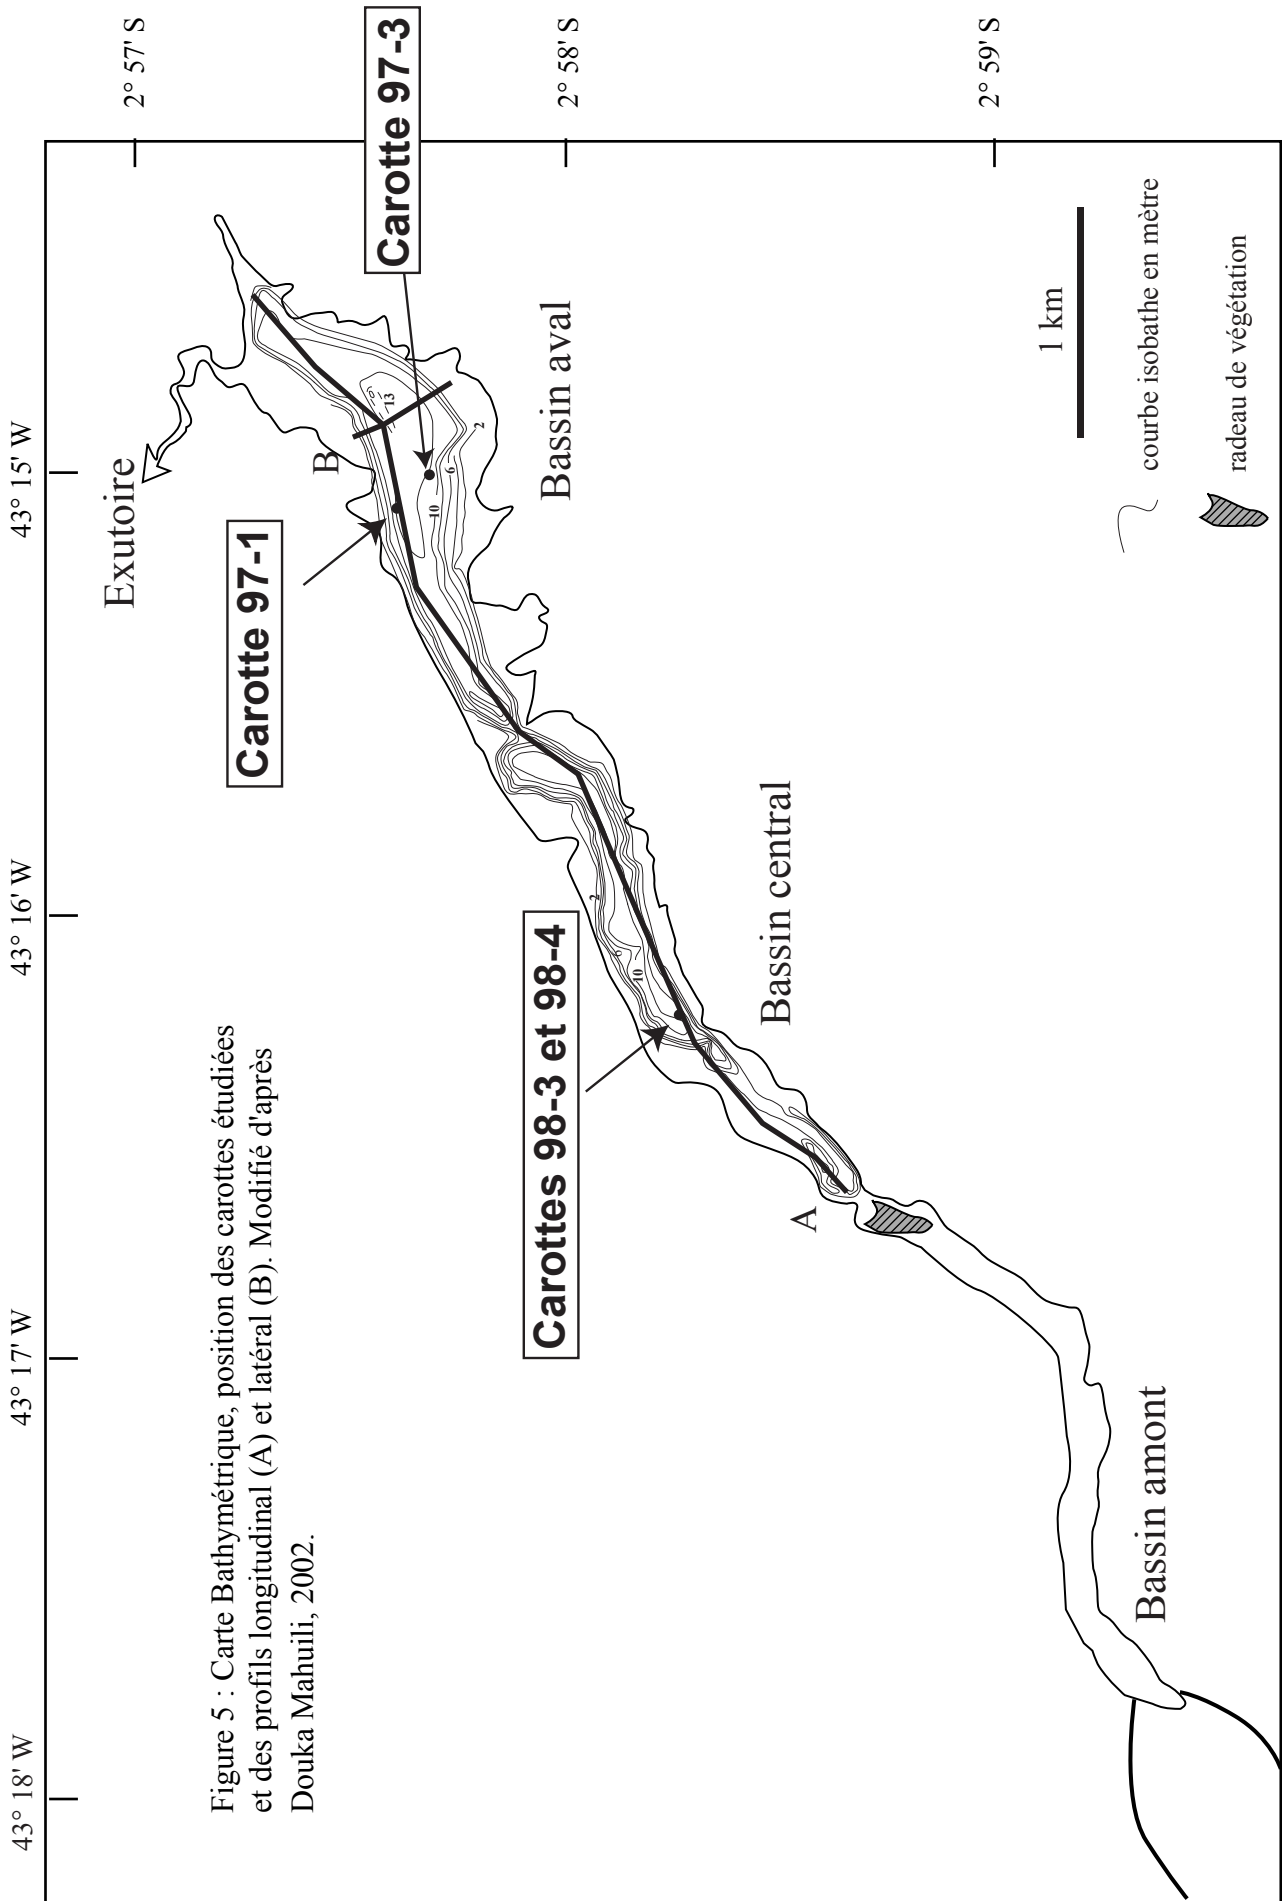 Figure 5 : Carte Bathymétrique, position des carottes étudiées
et des profils longitudinal (A) et latéral (B). Modifié d'après
Douka Mahuili, 2002.
43° 18' W
43° 17' W
43° 16' W
43° 15' W
2° 57' S
2° 58' S
2° 59' S
Exutoire
Carotte 97-1
Carotte 97-3
B
13
2
6
10
Bassin aval
Carottes 98-3 et 98-4
2
6
10
Bassin central
A
Bassin amont
1 km
courbe isobathe en mètre
radeau de végétation